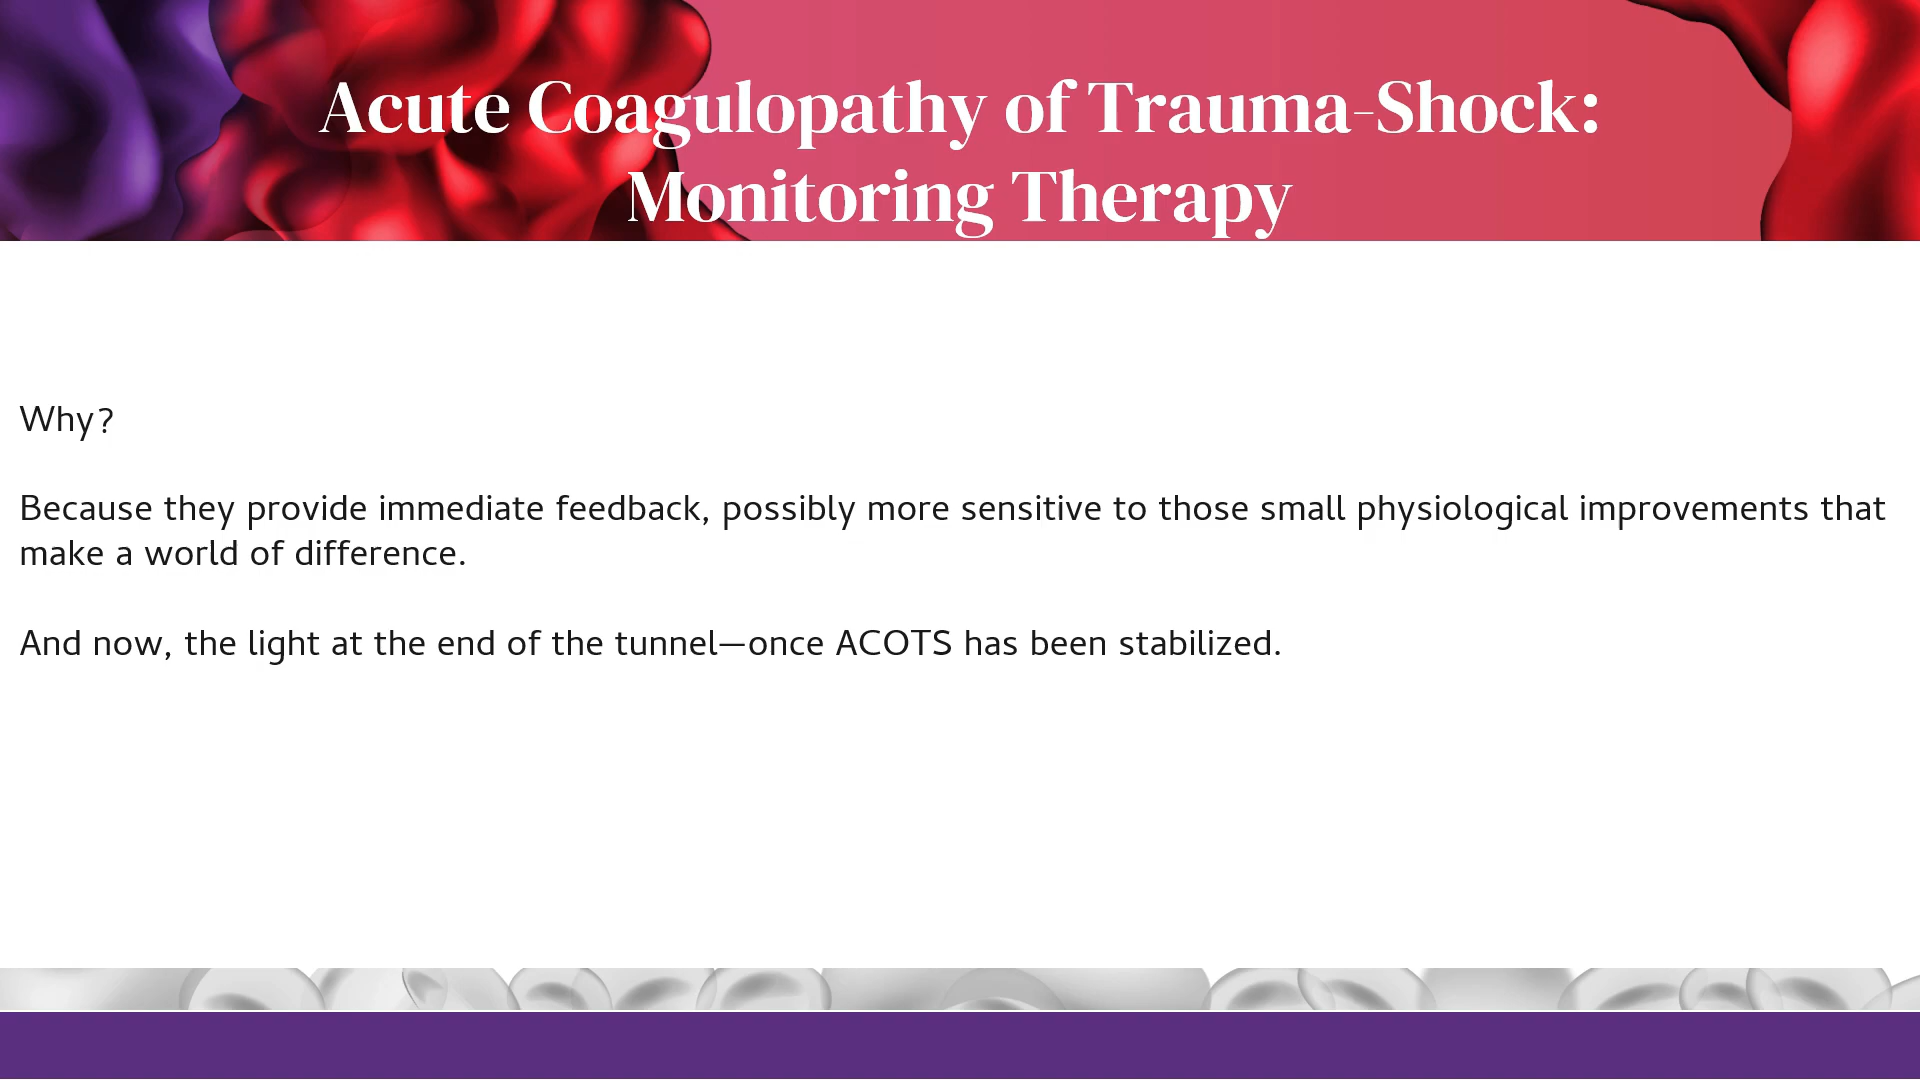 Acute Coagulopathy of Trauma-Shock:
Monitoring Therapy
Why?
Because they provide immediate feedback, possibly more sensitive to those small physiological improvements that
make a world of difference.
And now, the light at the end of the tunnel—once ACOTS has been stabilized.